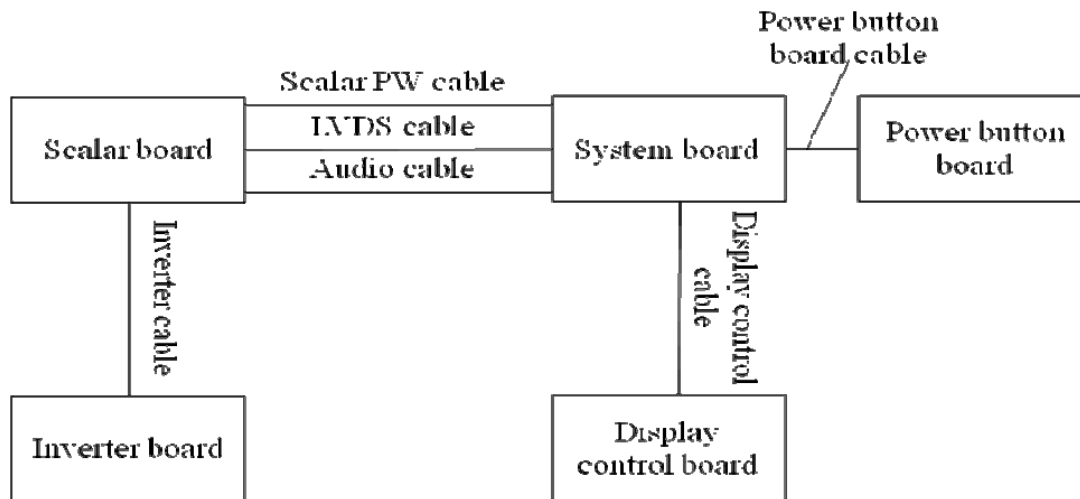 Power button
board cable
Scalar PW cable
LVDS cable
Audio cable
Scalar board
System board
Power button
board
Inverter cable
Display control
cable
Inverter board
Display
control board